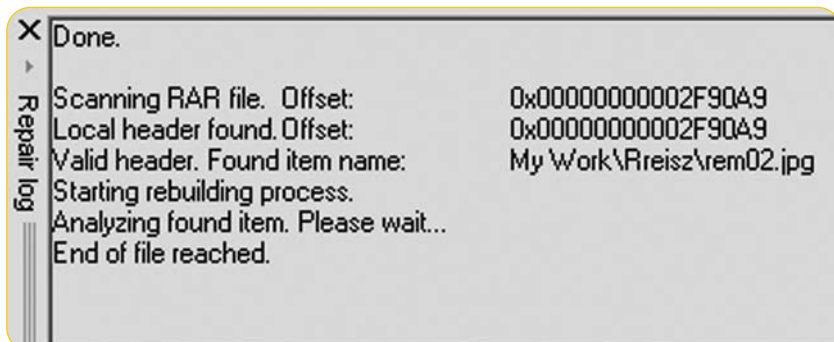 Done.
Scanning RAR file. Offset: 0x00000000002F90A9
Local header found. Offset: 0x00000000002F90A9
Valid header. Found item name: My Work\Rreisz\rem02.jpg
Starting rebuilding process.
Analyzing found item. Please wait...
End of file reached.
Repair log